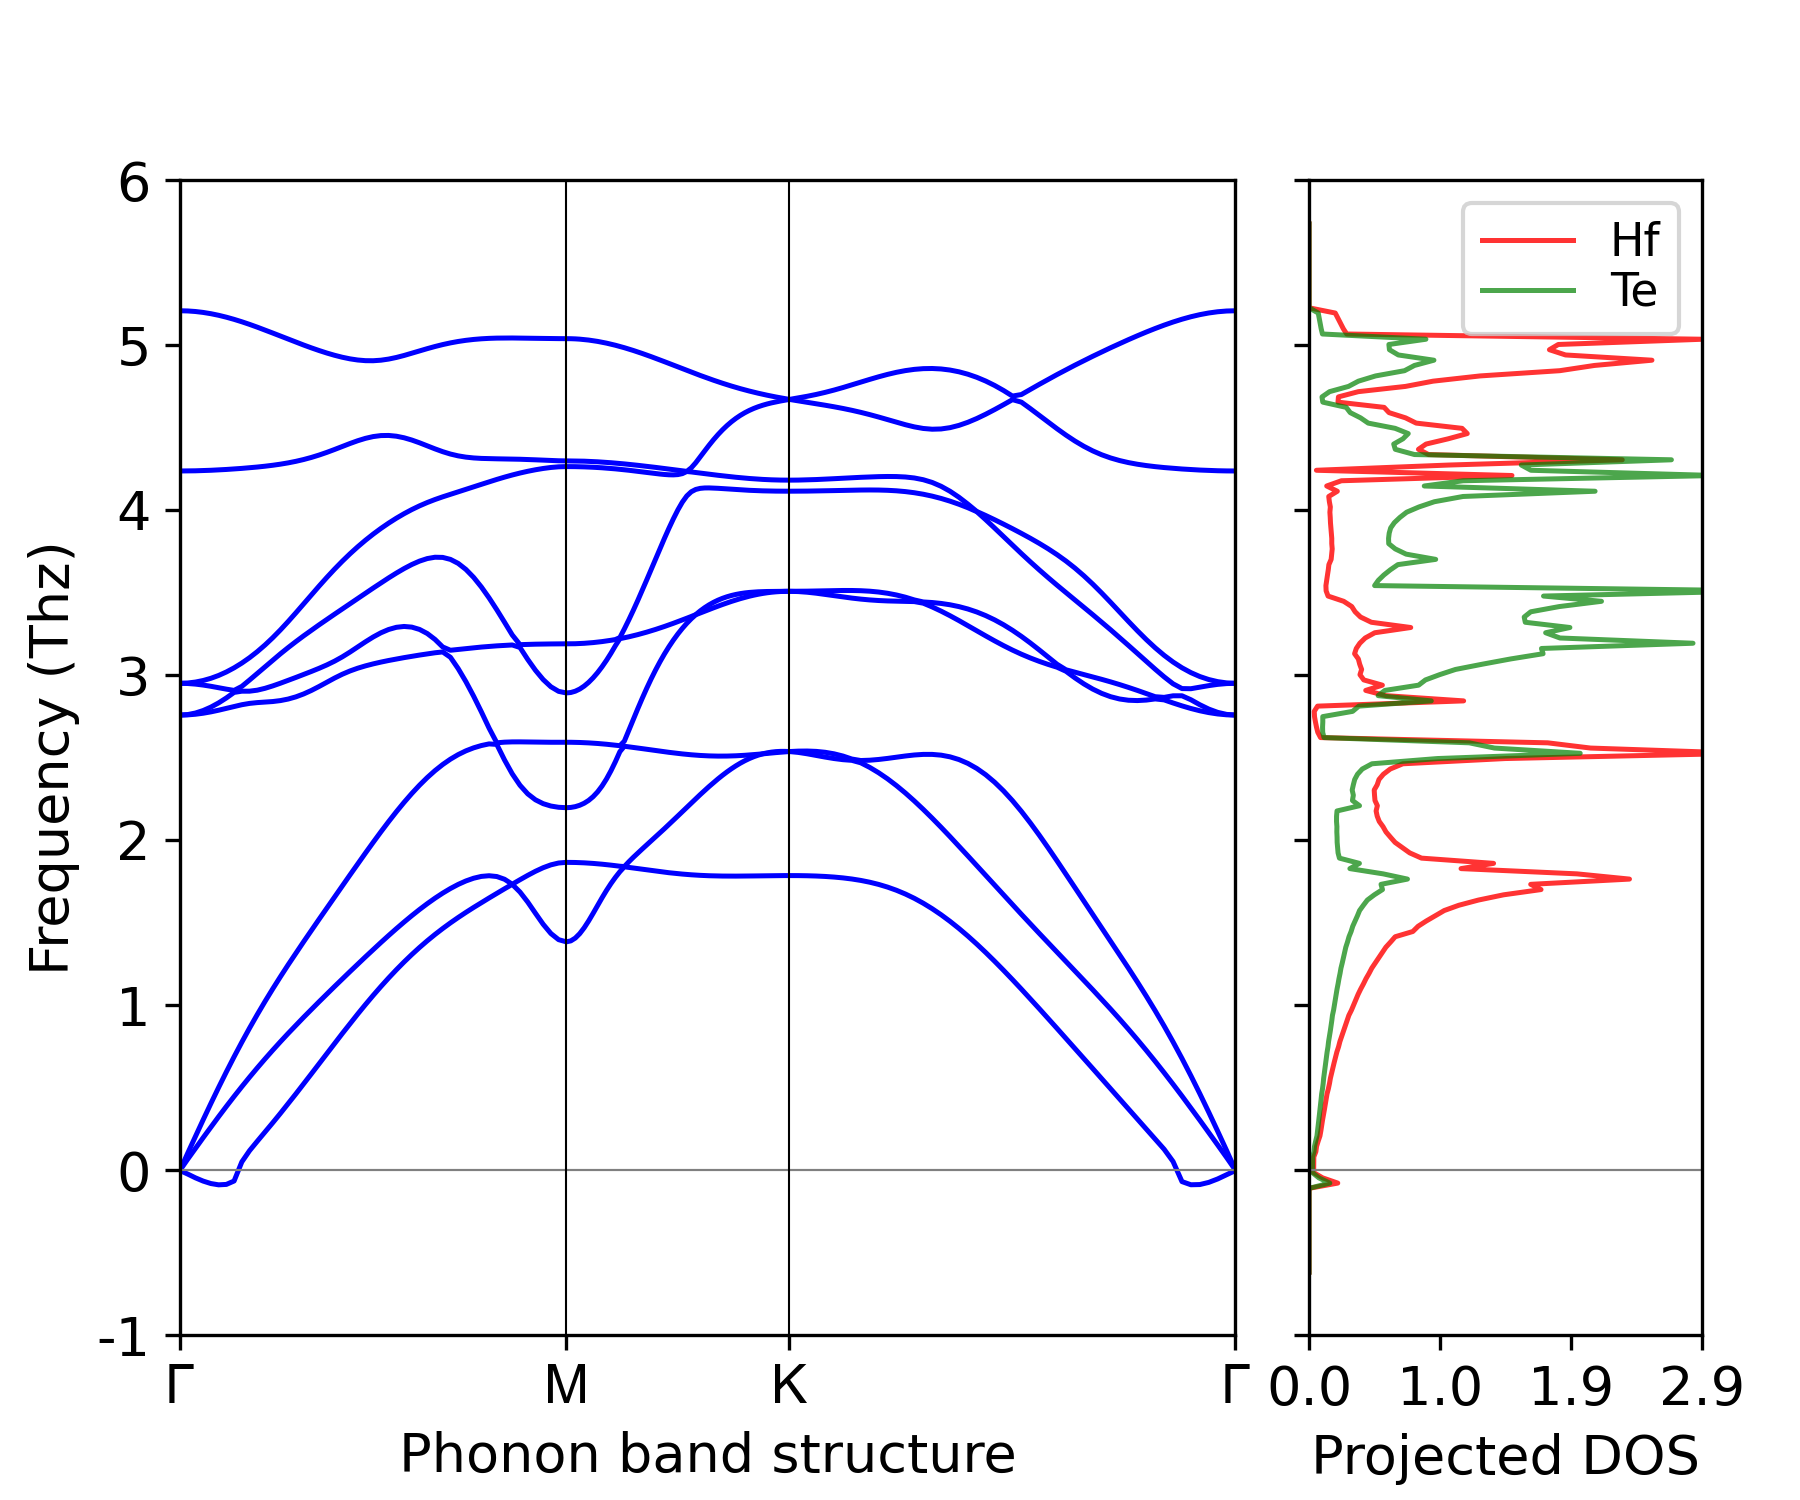 6
5
4
3
2
1
0
-1
Frequency (Thz)
Γ M K Γ
Phonon band structure
Hf
Te
0.0 1.0 1.9 2.9
Projected DOS